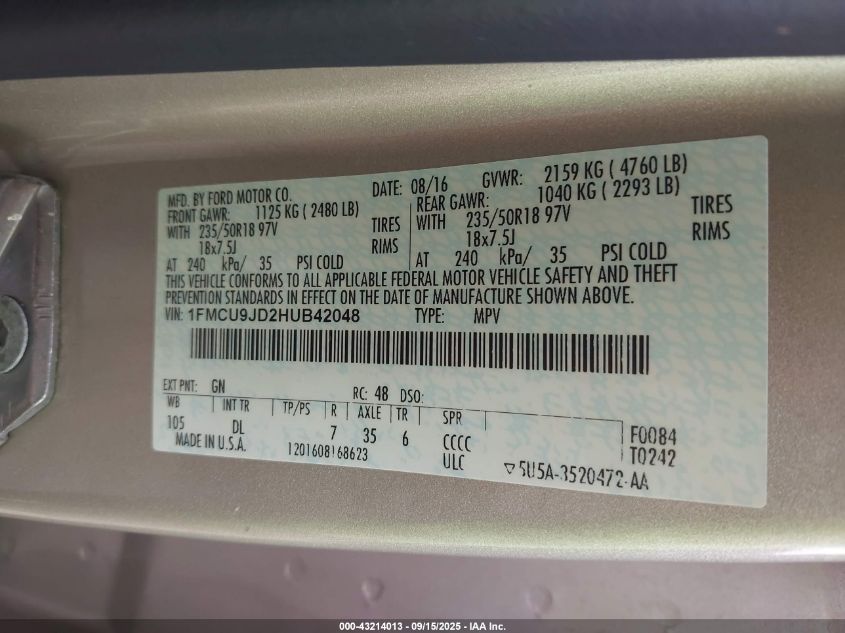 MFD. BY FORD MOTOR CO. DATE: 08/16 GVWR: 2159 KG ( 4760 LB)
FRONT GAWR: 1125 KG ( 2480 LB) REAR GAWR: 1040 KG ( 2293 LB)
WITH 235/50R18 97V TIRES WITH 235/50R18 97V TIRES
18x7.5J RIMS 18x7.5J RIMS
AT 240 kPa/ 35 PSI COLD AT 240 kPa/ 35 PSI COLD
THIS VEHICLE CONFORMS TO ALL APPLICABLE FEDERAL MOTOR VEHICLE SAFETY AND THEFT
PREVENTION STANDARDS IN EFFECT ON THE DATE OF MANUFACTURE SHOWN ABOVE.
VIN: 1FMCU9JD2HUB42048 TYPE: MPV
EXT PNT: GN RC: 48 DSO:
WB INT TR TP/PS R AXLE TR SPR
105 DL 7 35 6 CCCC F0084
MADE IN U.S.A. 1201608168623 ULC T0242
5U5A-3520472-AA
000-43214013 - 09/15/2025 - IAA Inc.